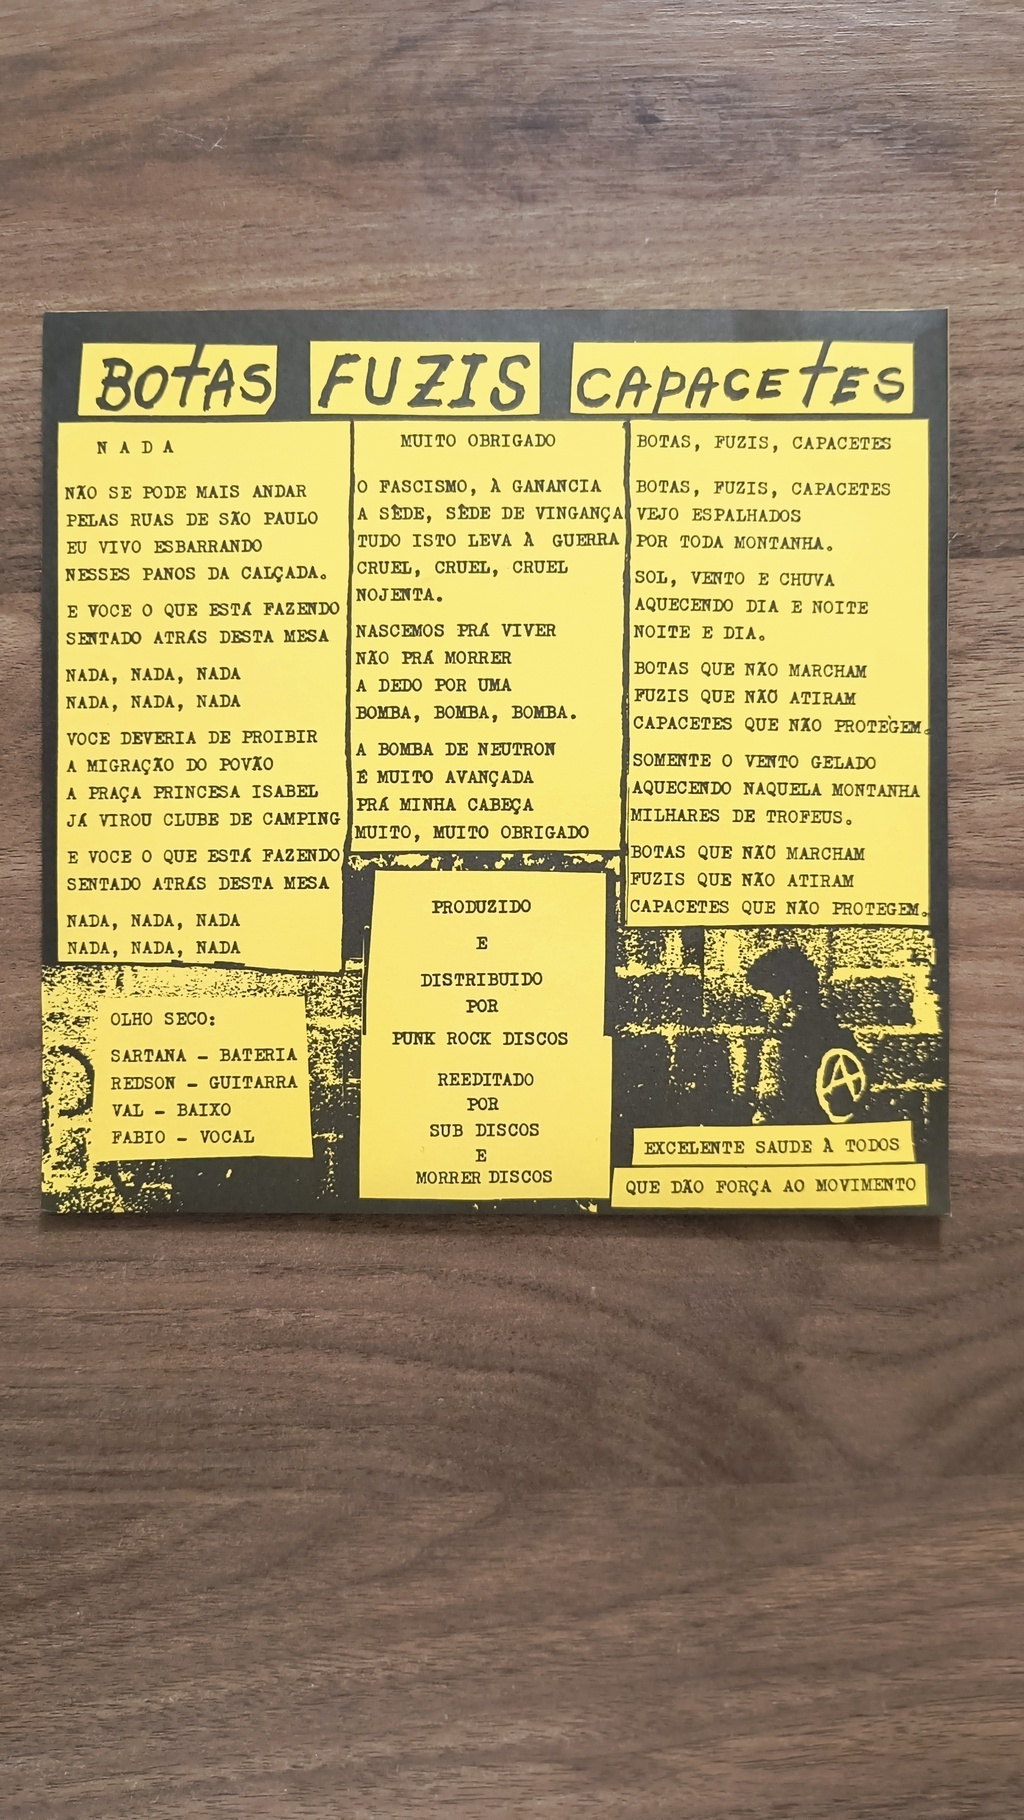 BOTAS FUZIS CAPACETES
N A D A
NÃO SE PODE MAIS ANDAR
PELAS RUAS DE SÃO PAULO
EU VIVO ESBARRANDO
NESSES PANOS DA CALÇADA.
E VOCE O QUE ESTÁ FAZENDO
SENTADO ATRÁS DESTA MESA
NADA, NADA, NADA
NADA, NADA, NADA
VOCE DEVERIA DE PROIBIR
A MIGRAÇÃO DO POVÃO
A PRAÇA PRINCESA ISABEL
JÁ VIROU CLUBE DE CAMPING
E VOCE O QUE ESTÁ FAZENDO
SENTADO ATRÁS DESTA MESA
NADA, NADA, NADA
NADA, NADA, NADA
OLHO SECO:
SARTANA - BATERIA
REDSON - GUITARRA
VAL - BAIXO
FABIO - VOCAL
MUITO OBRIGADO
O FASCISMO, À GANANCIA
A SÊDE, SÊDE DE VINGANÇA
TUDO ISTO LEVA À GUERRA
CRUEL, CRUEL, CRUEL
NOJENTA.
NASCEMOS PRÁ VIVER
NÃO PRÁ MORRER
A DEDO POR UMA
BOMBA, BOMBA, BOMBA.
A BOMBA DE NEUTRON
É MUITO AVANÇADA
PRÁ MINHA CABEÇA
MUITO, MUITO OBRIGADO
PRODUZIDO
E
DISTRIBUIDO
POR
PUNK ROCK DISCOS
REEDITADO
POR
SUB DISCOS
E
MORRER DISCOS
BOTAS, FUZIS, CAPACETES
BOTAS, FUZIS, CAPACETES
VEJO ESPALHADOS
POR TODA MONTANHA.
SOL, VENTO E CHUVA
AQUECENDO DIA E NOITE
NOITE E DIA.
BOTAS QUE NÃO MARCHAM
FUZIS QUE NÃO ATIRAM
CAPACETES QUE NÃO PROTEGEM.
SOMENTE O VENTO GELADO
AQUECENDO NAQUELA MONTANHA
MILHARES DE TROFEUS.
BOTAS QUE NÃO MARCHAM
FUZIS QUE NÃO ATIRAM
CAPACETES QUE NÃO PROTEGEM.
A
EXCELENTE SAUDE À TODOS
QUE DÃO FORÇA AO MOVIMENTO